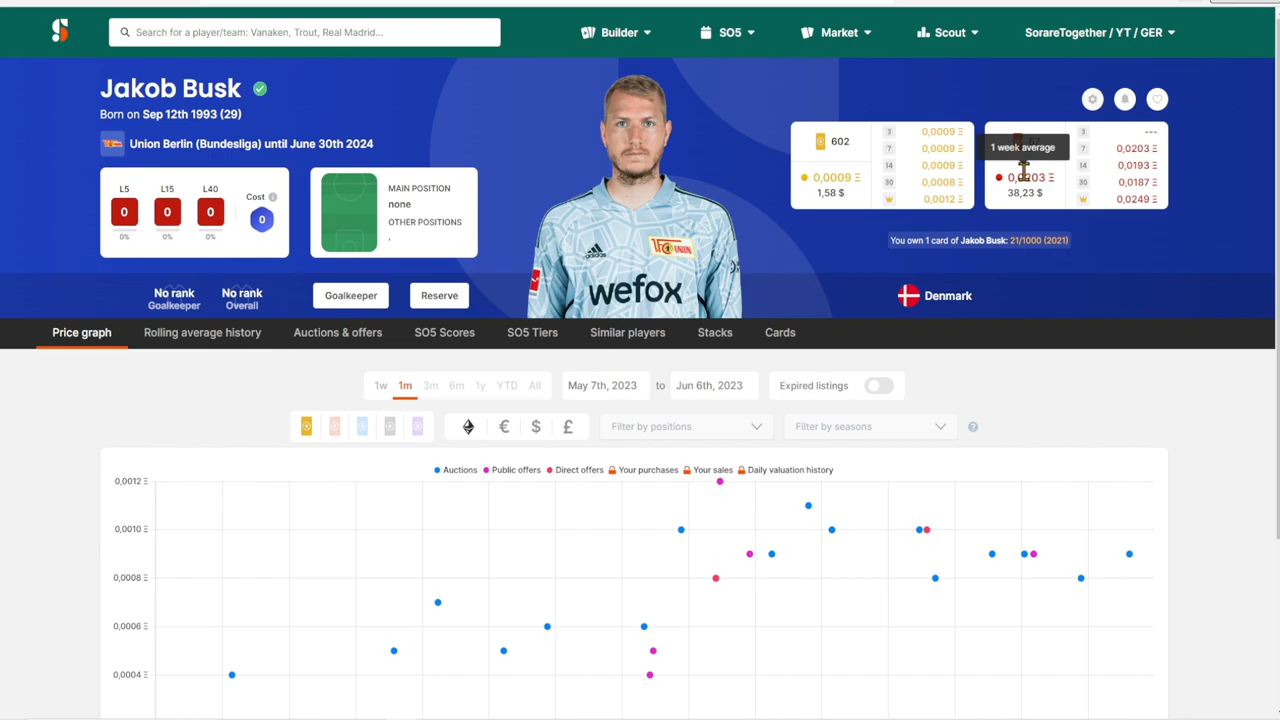 Search for a player/team: Vanaken, Trout, Real Madrid...
Builder
SO5
Market
Scout
SorareTogether / YT / GER
Jakob Busk
Born on Sep 12th 1993 (29)
Union Berlin (Bundesliga) until June 30th 2024
L5 L15 L40 Cost
0 0 0 0
0% 0% 0%
MAIN POSITION
none
OTHER POSITIONS
,
No rank
Goalkeeper
No rank
Overall
Goalkeeper
Reserve
adidas
FC UNION
wefox
602
0,0009 Ξ
1,58 $
3 0,0009 Ξ
7 0,0009 Ξ
14 0,0009 Ξ
30 0,0008 Ξ
0,0012 Ξ
1 week average
38,23 $
3 ---
7 0,0203 Ξ
14 0,0193 Ξ
30 0,0187 Ξ
0,0249 Ξ
You own 1 card of Jakob Busk: 21/1000 (2021)
Denmark
Price graph
Rolling average history
Auctions & offers
SO5 Scores
SO5 Tiers
Similar players
Stacks
Cards
1w 1m 3m 6m 1y YTD All
May 7th, 2023 to Jun 6th, 2023
Expired listings
€ $ £
Filter by positions
Filter by seasons
?
Auctions Public offers Direct offers Your purchases Your sales Daily valuation history
0,0012 Ξ
0,0010 Ξ
0,0008 Ξ
0,0006 Ξ
0,0004 Ξ